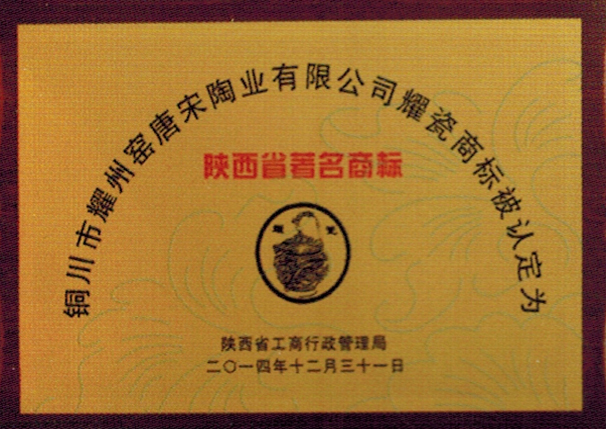 铜川市耀州窑唐宋陶业有限公司耀瓷商标被认定为
陕西省著名商标
耀 瓷
陕西省工商行政管理局
二〇一四年十二月三十一日